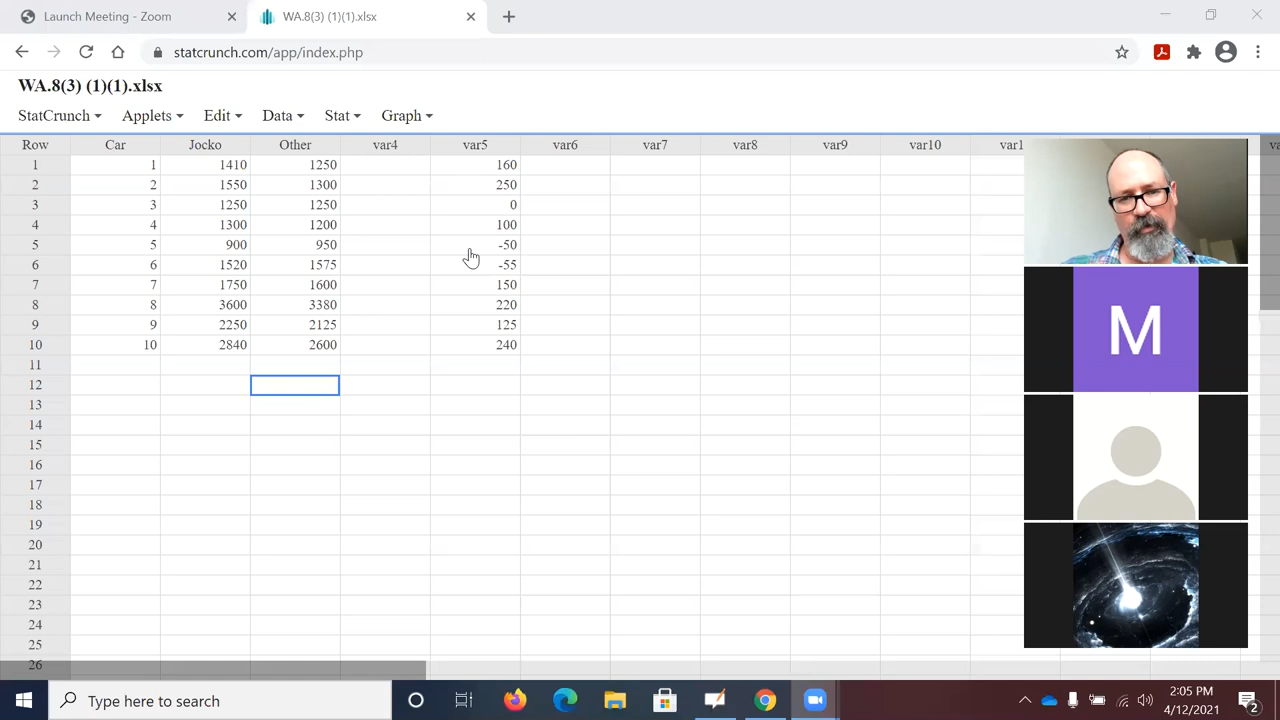 Launch Meeting - Zoom
WA.8(3) (1)(1).xlsx
statcrunch.com/app/index.php
WA.8(3) (1)(1).xlsx
StatCrunch Applets Edit Data Stat Graph
Row Car Jocko Other var4 var5 var6 var7 var8 var9 var10 var1 va
1 1 1410 1250 160
2 2 1550 1300 250
3 3 1250 1250 0
4 4 1300 1200 100
5 5 900 950 -50
6 6 1520 1575 -55
7 7 1750 1600 150
8 8 3600 3380 220
9 9 2250 2125 125
10 10 2840 2600 240
11
12
13
14
15
16
17
18
19
20
21
22
23
24
25
26
M
Type here to search
2:05 PM
4/12/2021
2